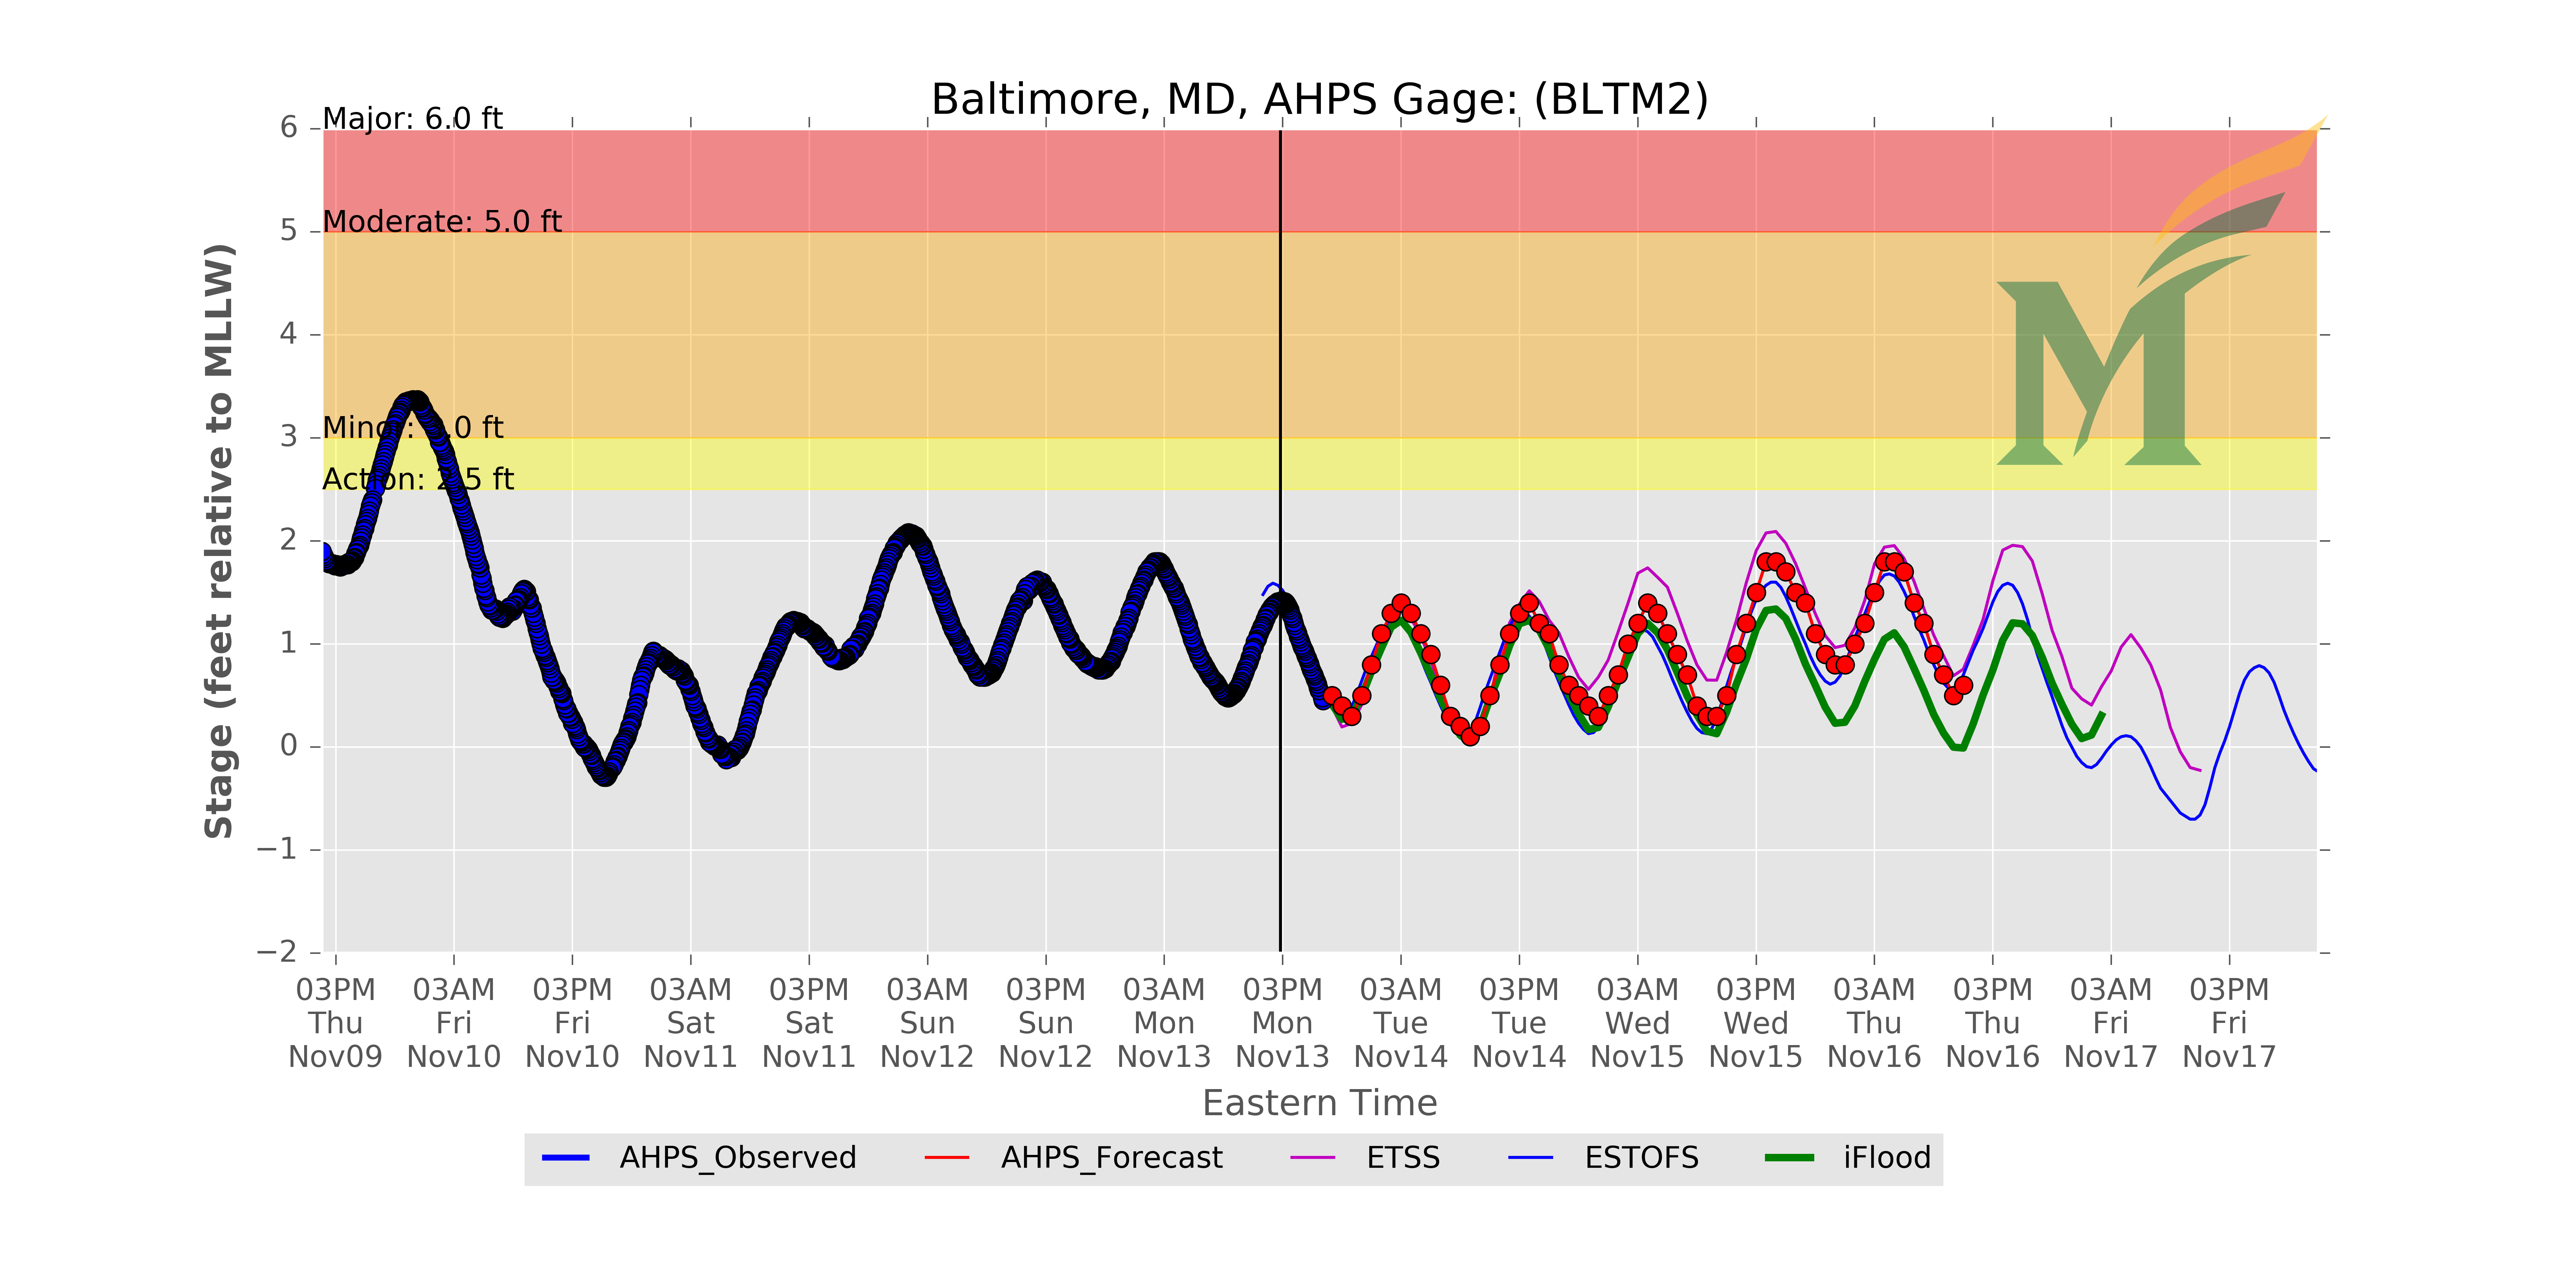 Baltimore, MD, AHPS Gage: (BLTM2)
Major: 6.0 ft
Moderate: 5.0 ft
Minor: 3.0 ft
Action: 2.5 ft
Stage (feet relative to MLLW)
6
5
4
3
2
1
0
−1
−2
03PM 03AM 03PM 03AM 03PM 03AM 03PM 03AM 03PM 03AM 03PM 03AM 03PM 03AM 03PM 03AM 03PM
Thu Fri Fri Sat Sat Sun Sun Mon Mon Tue Tue Wed Wed Thu Thu Fri Fri
Nov09 Nov10 Nov10 Nov11 Nov11 Nov12 Nov12 Nov13 Nov13 Nov14 Nov14 Nov15 Nov15 Nov16 Nov16 Nov17 Nov17
Eastern Time
AHPS_Observed AHPS_Forecast ETSS ESTOFS iFlood
M